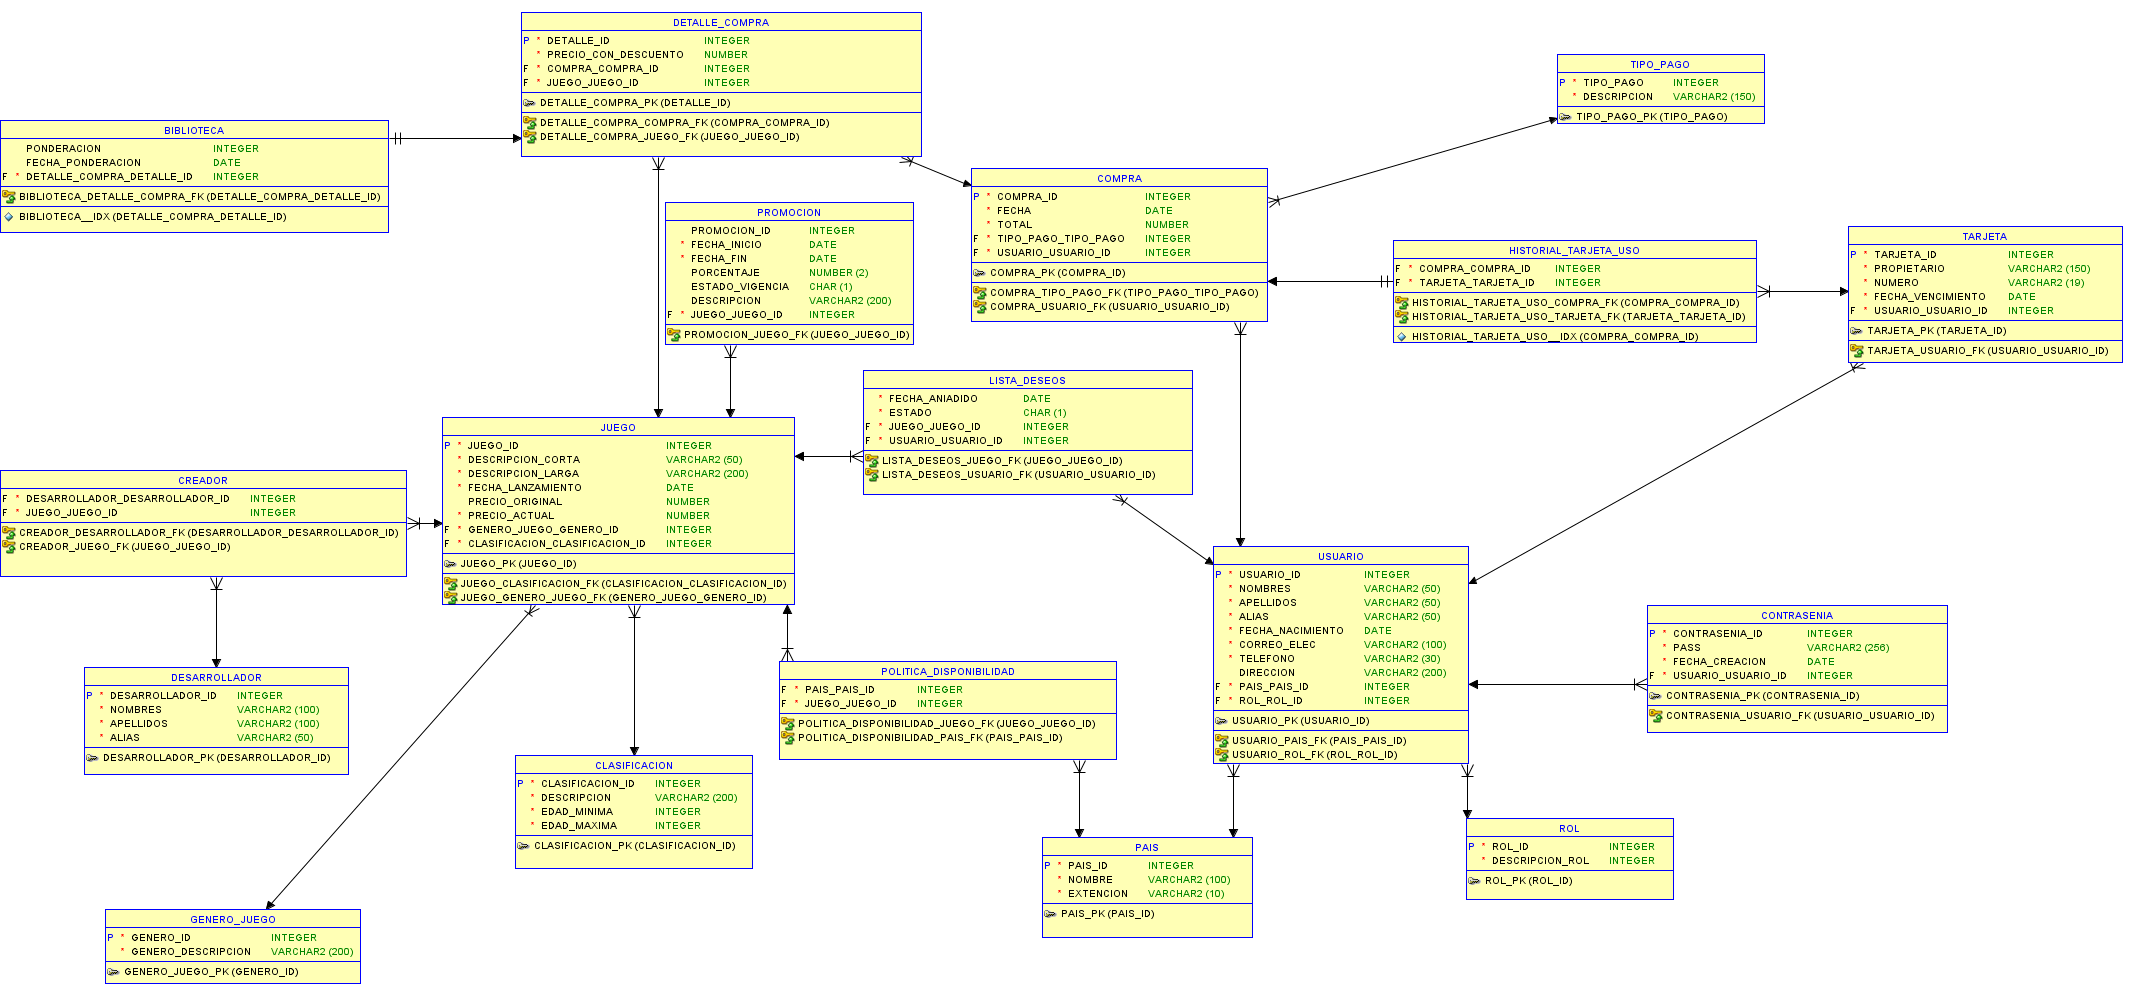 DETALLE_COMPRA
P * DETALLE_ID INTEGER
* PRECIO_CON_DESCUENTO NUMBER
F * COMPRA_COMPRA_ID INTEGER
F * JUEGO_JUEGO_ID INTEGER
DETALLE_COMPRA_PK (DETALLE_ID)
DETALLE_COMPRA_COMPRA_FK (COMPRA_COMPRA_ID)
DETALLE_COMPRA_JUEGO_FK (JUEGO_JUEGO_ID)
TIPO_PAGO
P * TIPO_PAGO INTEGER
* DESCRIPCION VARCHAR2 (150)
TIPO_PAGO_PK (TIPO_PAGO)
BIBLIOTECA
PONDERACION INTEGER
FECHA_PONDERACION DATE
F * DETALLE_COMPRA_DETALLE_ID INTEGER
BIBLIOTECA_DETALLE_COMPRA_FK (DETALLE_COMPRA_DETALLE_ID)
BIBLIOTECA__IDX (DETALLE_COMPRA_DETALLE_ID)
COMPRA
P * COMPRA_ID INTEGER
* FECHA DATE
* TOTAL NUMBER
F * TIPO_PAGO_TIPO_PAGO INTEGER
F * USUARIO_USUARIO_ID INTEGER
COMPRA_PK (COMPRA_ID)
COMPRA_TIPO_PAGO_FK (TIPO_PAGO_TIPO_PAGO)
COMPRA_USUARIO_FK (USUARIO_USUARIO_ID)
PROMOCION
PROMOCION_ID INTEGER
* FECHA_INICIO DATE
* FECHA_FIN DATE
PORCENTAJE NUMBER (2)
ESTADO_VIGENCIA CHAR (1)
DESCRIPCION VARCHAR2 (200)
F * JUEGO_JUEGO_ID INTEGER
PROMOCION_JUEGO_FK (JUEGO_JUEGO_ID)
HISTORIAL_TARJETA_USO
F * COMPRA_COMPRA_ID INTEGER
F * TARJETA_TARJETA_ID INTEGER
HISTORIAL_TARJETA_USO_COMPRA_FK (COMPRA_COMPRA_ID)
HISTORIAL_TARJETA_USO_TARJETA_FK (TARJETA_TARJETA_ID)
HISTORIAL_TARJETA_USO__IDX (COMPRA_COMPRA_ID)
TARJETA
P * TARJETA_ID INTEGER
* PROPIETARIO VARCHAR2 (150)
* NUMERO VARCHAR2 (19)
* FECHA_VENCIMIENTO DATE
F * USUARIO_USUARIO_ID INTEGER
TARJETA_PK (TARJETA_ID)
TARJETA_USUARIO_FK (USUARIO_USUARIO_ID)
LISTA_DESEOS
* FECHA_ANIADIDO DATE
* ESTADO CHAR (1)
F * JUEGO_JUEGO_ID INTEGER
F * USUARIO_USUARIO_ID INTEGER
LISTA_DESEOS_JUEGO_FK (JUEGO_JUEGO_ID)
LISTA_DESEOS_USUARIO_FK (USUARIO_USUARIO_ID)
JUEGO
P * JUEGO_ID INTEGER
* DESCRIPCION_CORTA VARCHAR2 (50)
* DESCRIPCION_LARGA VARCHAR2 (200)
* FECHA_LANZAMIENTO DATE
PRECIO_ORIGINAL NUMBER
* PRECIO_ACTUAL NUMBER
F * GENERO_JUEGO_GENERO_ID INTEGER
F * CLASIFICACION_CLASIFICACION_ID INTEGER
JUEGO_PK (JUEGO_ID)
JUEGO_CLASIFICACION_FK (CLASIFICACION_CLASIFICACION_ID)
JUEGO_GENERO_JUEGO_FK (GENERO_JUEGO_GENERO_ID)
CREADOR
F * DESARROLLADOR_DESARROLLADOR_ID INTEGER
F * JUEGO_JUEGO_ID INTEGER
CREADOR_DESARROLLADOR_FK (DESARROLLADOR_DESARROLLADOR_ID)
CREADOR_JUEGO_FK (JUEGO_JUEGO_ID)
USUARIO
P * USUARIO_ID INTEGER
* NOMBRES VARCHAR2 (50)
* APELLIDOS VARCHAR2 (50)
* ALIAS VARCHAR2 (50)
* FECHA_NACIMIENTO DATE
* CORREO_ELEC VARCHAR2 (100)
* TELEFONO VARCHAR2 (30)
DIRECCION VARCHAR2 (200)
F * PAIS_PAIS_ID INTEGER
F * ROL_ROL_ID INTEGER
USUARIO_PK (USUARIO_ID)
USUARIO_PAIS_FK (PAIS_PAIS_ID)
USUARIO_ROL_FK (ROL_ROL_ID)
CONTRASENIA
P * CONTRASENIA_ID INTEGER
* PASS VARCHAR2 (256)
* FECHA_CREACION DATE
F * USUARIO_USUARIO_ID INTEGER
CONTRASENIA_PK (CONTRASENIA_ID)
CONTRASENIA_USUARIO_FK (USUARIO_USUARIO_ID)
DESARROLLADOR
P * DESARROLLADOR_ID INTEGER
* NOMBRES VARCHAR2 (100)
* APELLIDOS VARCHAR2 (100)
* ALIAS VARCHAR2 (50)
DESARROLLADOR_PK (DESARROLLADOR_ID)
POLITICA_DISPONIBILIDAD
F * PAIS_PAIS_ID INTEGER
F * JUEGO_JUEGO_ID INTEGER
POLITICA_DISPONIBILIDAD_JUEGO_FK (JUEGO_JUEGO_ID)
POLITICA_DISPONIBILIDAD_PAIS_FK (PAIS_PAIS_ID)
CLASIFICACION
P * CLASIFICACION_ID INTEGER
* DESCRIPCION VARCHAR2 (200)
* EDAD_MINIMA INTEGER
* EDAD_MAXIMA INTEGER
CLASIFICACION_PK (CLASIFICACION_ID)
PAIS
P * PAIS_ID INTEGER
* NOMBRE VARCHAR2 (100)
* EXTENCION VARCHAR2 (10)
PAIS_PK (PAIS_ID)
ROL
P * ROL_ID INTEGER
* DESCRIPCION_ROL INTEGER
ROL_PK (ROL_ID)
GENERO_JUEGO
P * GENERO_ID INTEGER
* GENERO_DESCRIPCION VARCHAR2 (200)
GENERO_JUEGO_PK (GENERO_ID)